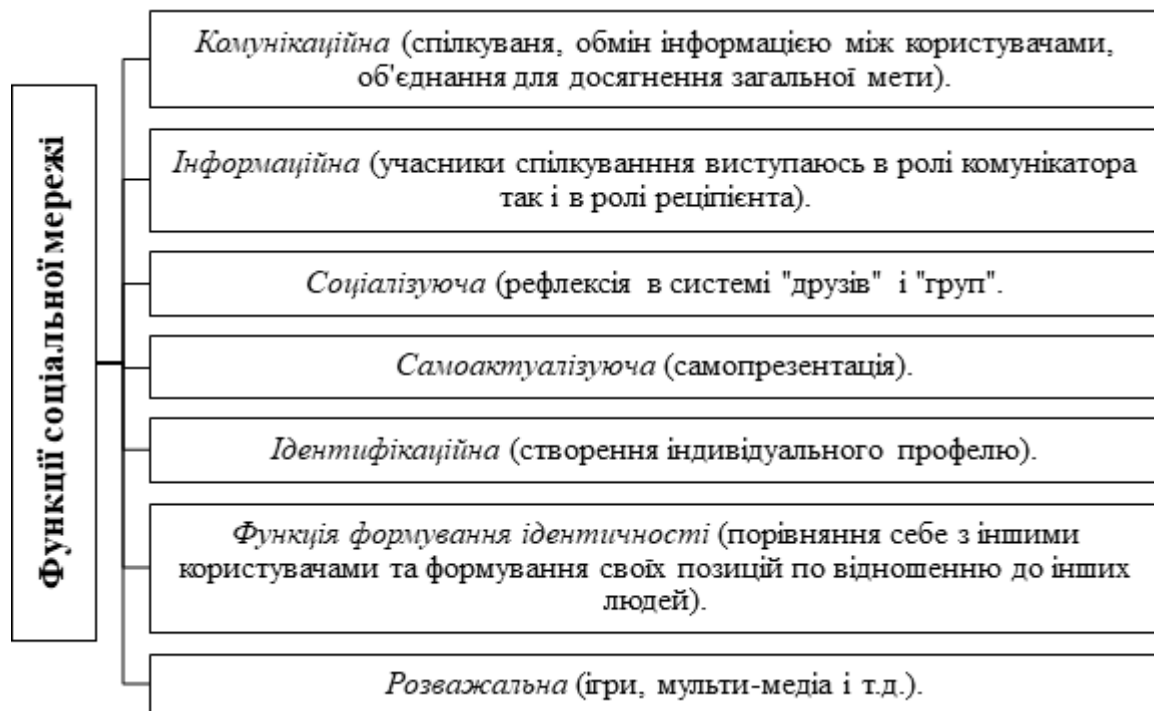 Функції соціальної мережі
Комунікаційна (спілкуваня, обмін інформацією між користувачами,
об'єднання для досягнення загальної мети).
Інформаційна (учасники спілкуванння виступаюсь в ролі комунікатора
так і в ролі реціпієнта).
Соціалізуюча (рефлексія в системі "друзів" і "груп".
Самоактуалізуюча (самопрезентація).
Ідентифікаційна (створення індивідуального профелю).
Функція формування ідентичності (порівняння себе з іншими
користувачами та формування своїх позицій по відношенню до інших
людей).
Розважальна (ігри, мульти-медіа і т.д.).